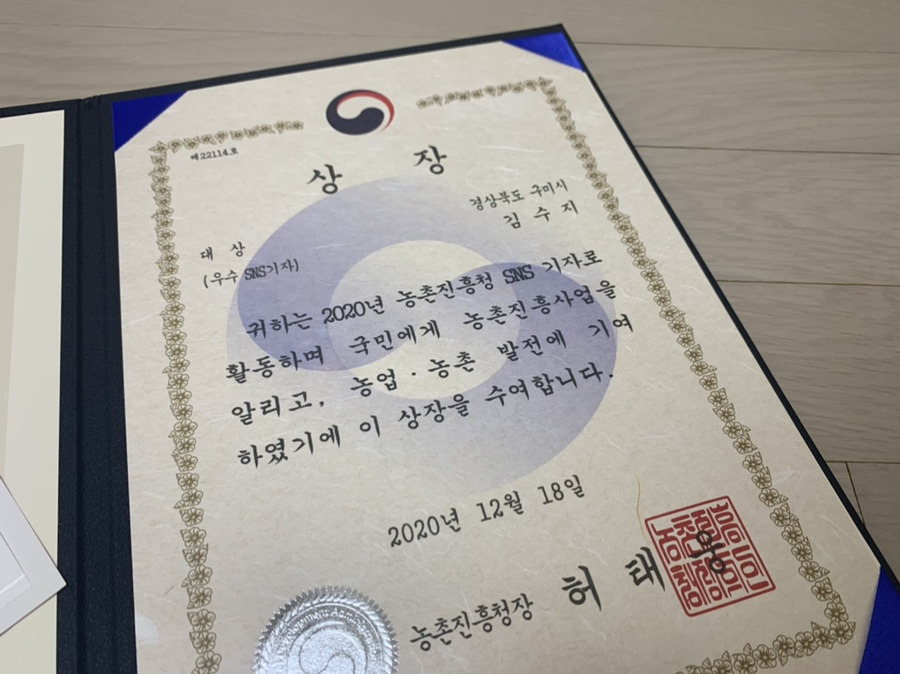 제22114호
상 장
경상북도 구미시
김 수 지
대 상
(우수 SNS기자)
귀하는 2020년 농촌진흥청 SNS 기자로
활동하며 국민에게 농촌진흥사업을
알리고, 농업·농촌 발전에 기여
하였기에 이 상장을 수여합니다.
2020년 12월 18일
농촌진흥청장 허 태 웅